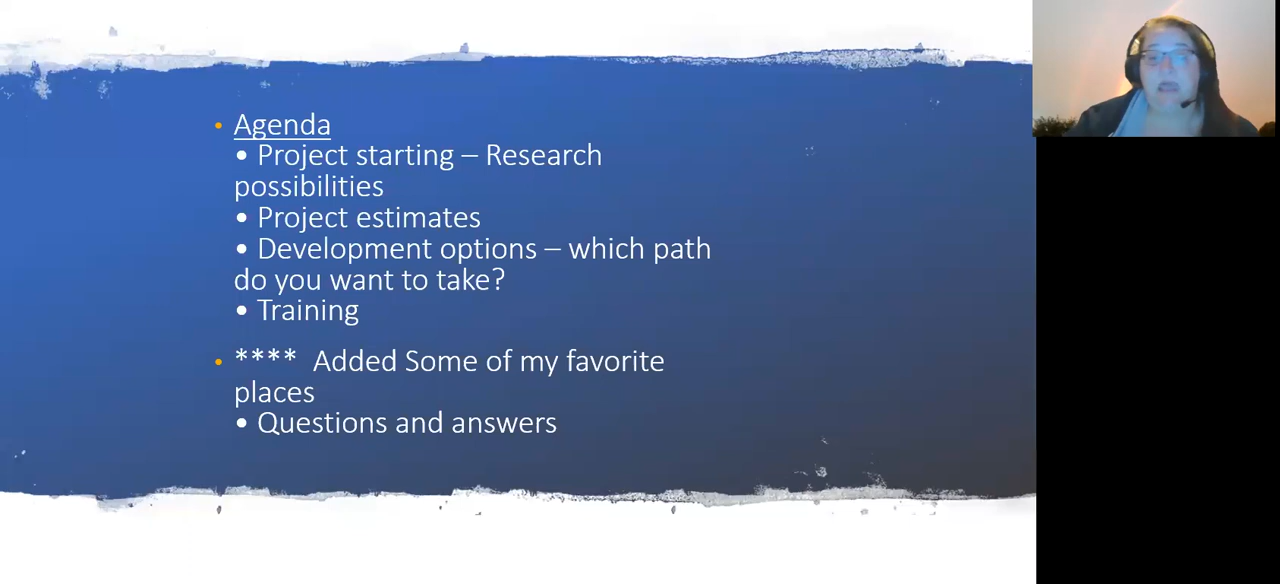 • Agenda
• Project starting – Research
possibilities
• Project estimates
• Development options – which path
do you want to take?
• Training
• **** Added Some of my favorite
places
• Questions and answers